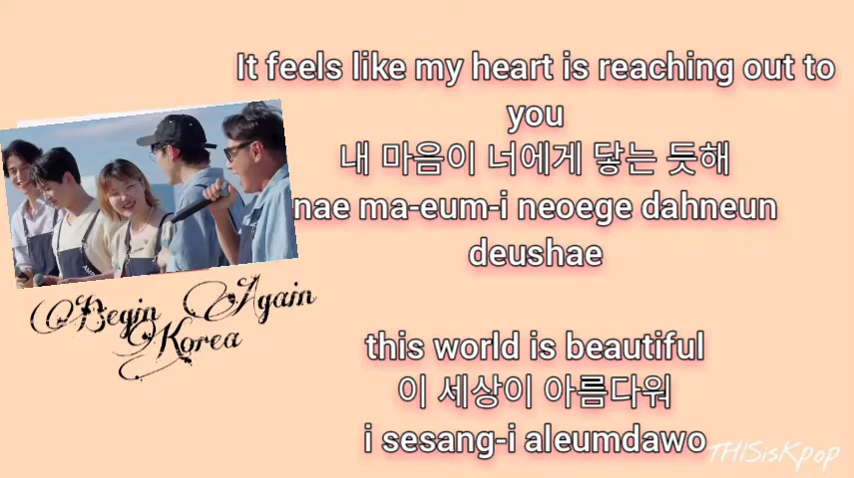 It feels like my heart is reaching out to
you
내 마음이 너에게 닿는 듯해
nae ma-eum-i neoege dahneun
deushae
this world is beautiful
이 세상이 아름다워
i sesang-i aleumdawo
Begin Again
Korea
THISisKpop